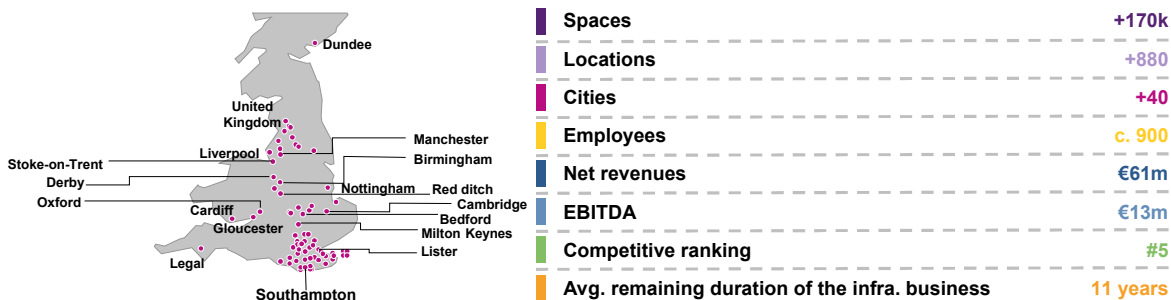 Dundee
United
Kingdom
Manchester
Liverpool
Birmingham
Stoke-on-Trent
Derby
Nottingham
Red ditch
Oxford
Cambridge
Cardiff
Bedford
Gloucester
Milton Keynes
Lister
Legal
Southampton
Spaces +170k
Locations +880
Cities +40
Employees c. 900
Net revenues €61m
EBITDA €13m
Competitive ranking #5
Avg. remaining duration of the infra. business 11 years